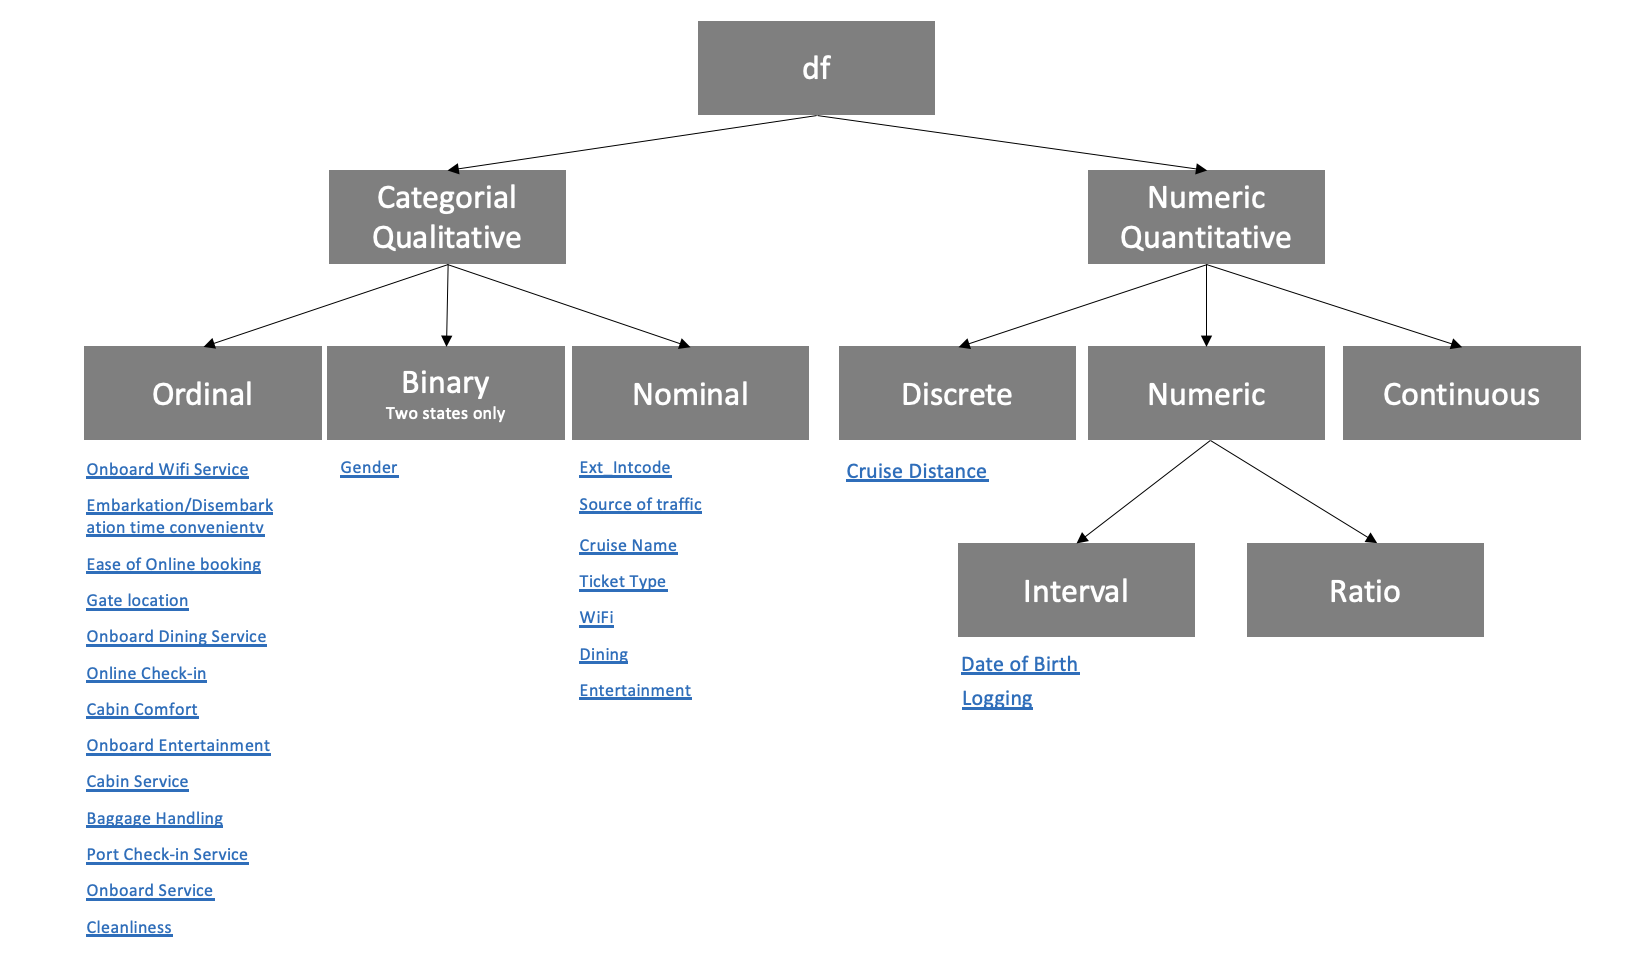 df
Categorial
Qualitative
Numeric
Quantitative
Ordinal
Binary
Two states only
Nominal
Discrete
Numeric
Continuous
Onboard Wifi Service
Embarkation/Disembark
ation time convenientv
Ease of Online booking
Gate location
Onboard Dining Service
Online Check-in
Cabin Comfort
Onboard Entertainment
Cabin Service
Baggage Handling
Port Check-in Service
Onboard Service
Cleanliness
Gender
Ext_Intcode
Source of traffic
Cruise Name
Ticket Type
WiFi
Dining
Entertainment
Cruise Distance
Interval
Ratio
Date of Birth
Logging